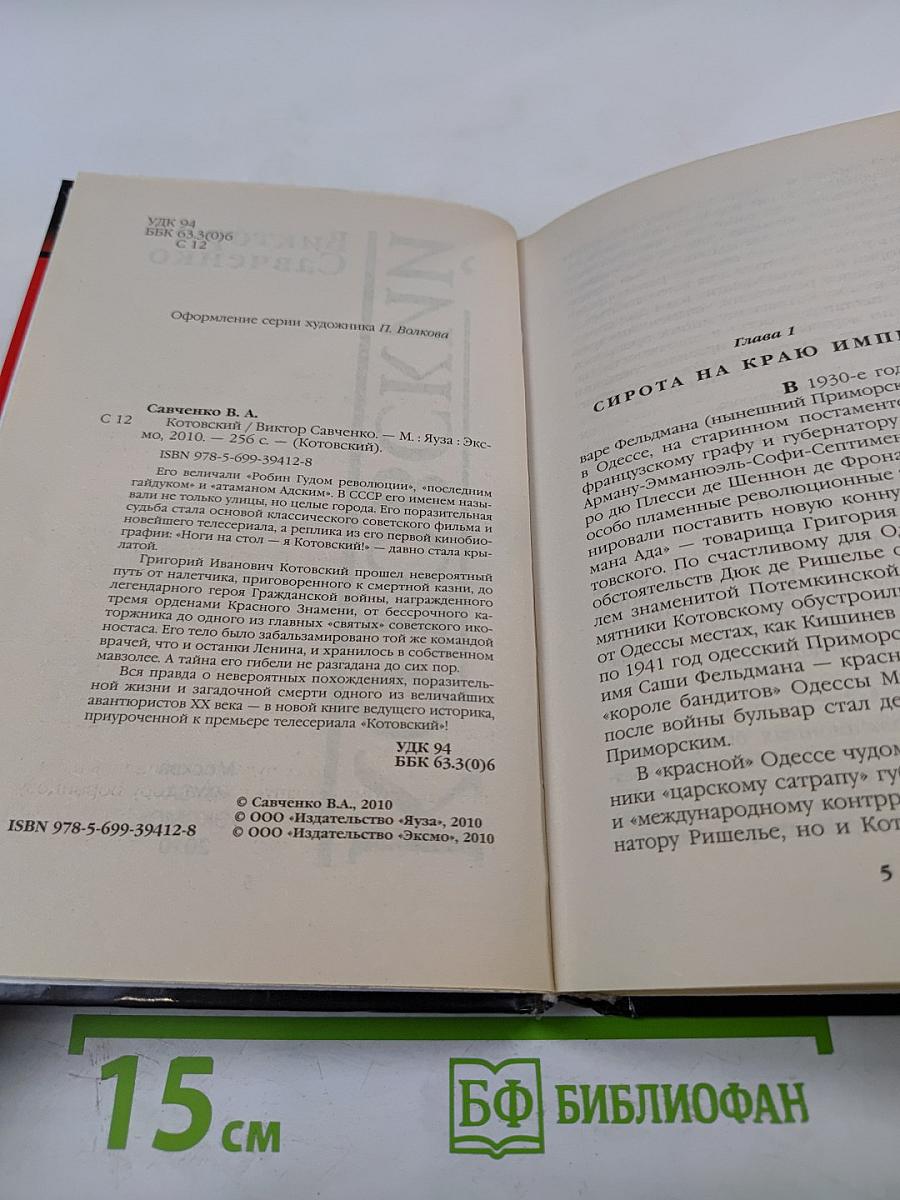 УДК 94
ББК 63.3(0)6
С 12
Оформление серии художника П. Волкова
Савченко В. А.
С 12
Котовский / Виктор Савченко. — М. : Яуза : Экс-
мо, 2010. — 256 с. — (Котовский).
ISBN 978-5-699-39412-8
Его величали «Робин Гудом революции», «последним
гайдуком» и «атаманом Адским». В СССР его именем назы-
вали не только улицы, но целые города. Его поразительная
судьба стала основой классического советского фильма и
новейшего телесериала, а реплика из его первой кинобио-
графии: «Ноги на стол — я Котовский!» — давно стала кры-
латой.
Григорий Иванович Котовский прошел невероятный
путь от налетчика, приговоренного к смертной казни, до
легендарного героя Гражданской войны, награжденного
тремя орденами Красного Знамени, от бессрочного ка-
торжника до одного из главных «святых» советского ико-
ностаса. Его тело было забальзамировано той же командой
врачей, что и останки Ленина, и хранилось в собственном
мавзолее. А тайна его гибели не разгадана до сих пор.
Вся правда о невероятных похождениях, поразитель-
ной жизни и загадочной смерти одного из величайших
авантюристов XX века — в новой книге ведущего историка,
приуроченной к премьере телесериала «Котовский»!
УДК 94
ББК 63.3(0)6
© Савченко В.А., 2010
© ООО «Издательство «Яуза», 2010
ISBN 978-5-699-39412-8
© ООО «Издательство «Эксмо», 2010
Глава 1
СИРОТА НА КРАЮ ИМПЕ
В 1930-е год
варе Фельдмана (нынешний Приморск
в Одессе, на старинном постаменте
французскому графу и губернатору
Арману-Эммануэль-Софи-Септимен
ро дю Плесси де Шеннон де Фрона
особо пламенные революционные
нировали поставить новую конну
мана Ада» — товарища Григория
товского. По счастливому для Од
обстоятельств Дюк де Ришелье о
лем знаменитой Потемкинской
мятники Котовскому обустроил
от Одессы местах, как Кишинев
по 1941 год одесский Приморс
имя Саши Фельдмана — красн
«короле бандитов» Одессы М
после войны бульвар стал де
Приморским.
В «красной» Одессе чудом
ники «царскому сатрапу» гу
и «международному контрр
натору Ришелье, но и Кот
5
15 см
БФ БИБЛИОФАН